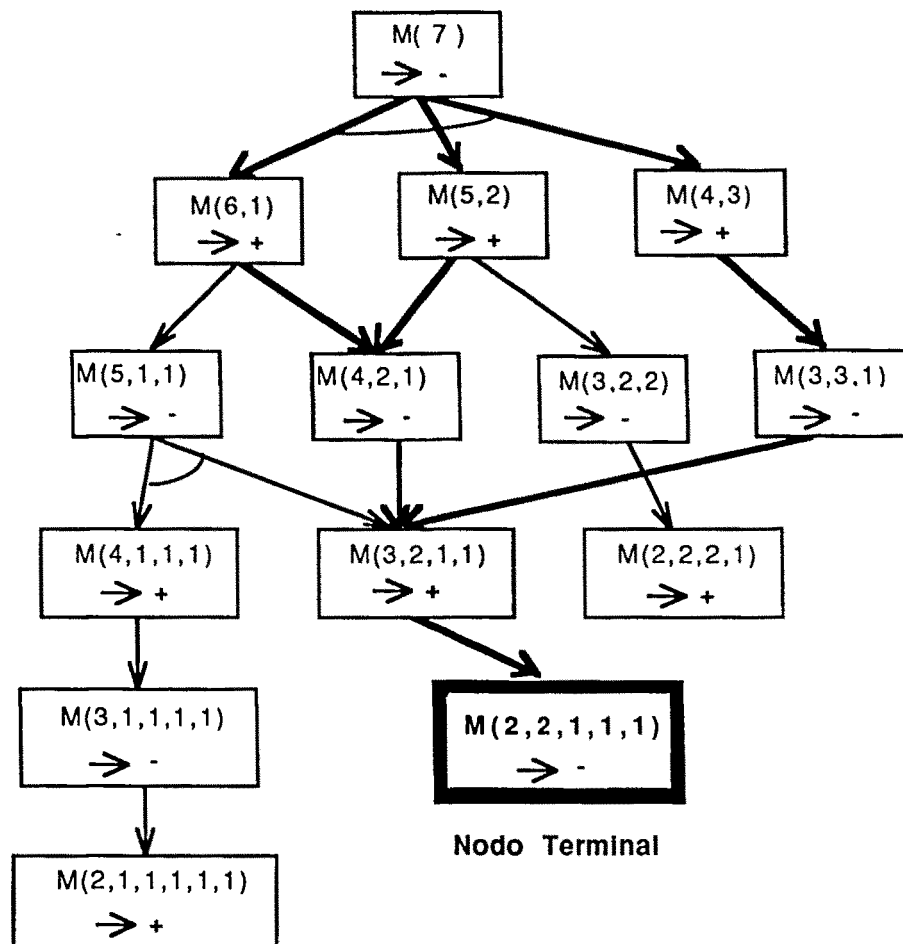 M( 7 )
→ -
M(6,1)
→ +
M(5,2)
→ +
M(4,3)
→ +
M(5,1,1)
→ -
M(4,2,1)
→ -
M(3,2,2)
→ -
M(3,3,1)
→ -
M(4,1,1,1)
→ +
M(3,2,1,1)
→ +
M(2,2,2,1)
→ +
M(3,1,1,1,1)
→ -
M(2,2,1,1,1)
→ -
Nodo Terminal
M(2,1,1,1,1,1)
→ +